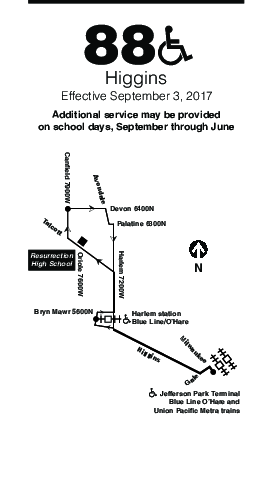 88
Higgins
Effective September 3, 2017
Additional service may be provided
on school days, September through June
Canfield 7900W
Avondale
Devon 6400N
Palatine 6300N
Talcott
Resurrection
High School
Oriole 7600W
Harlem 7200W
N
Bryn Mawr 5600N
Harlem station
Blue Line/O'Hare
Higgins
Milwaukee
Gale
Jefferson Park Terminal
Blue Line O'Hare and
Union Pacific Metra trains